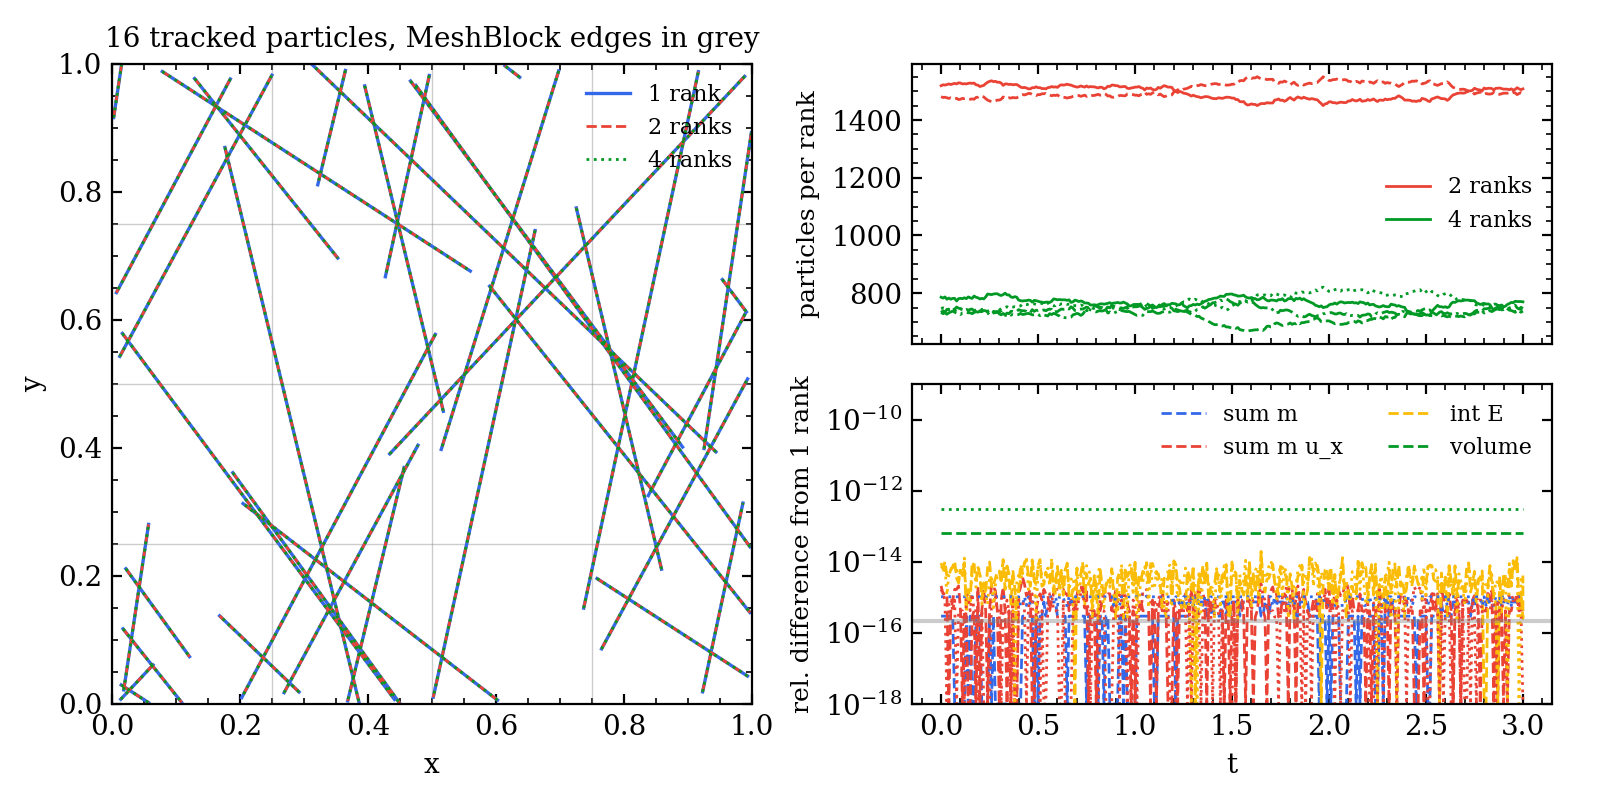 16 tracked particles, MeshBlock edges in grey
1.0
0.8
0.6
0.4
0.2
0.0
y
0.0 0.2 0.4 0.6 0.8 1.0
x
1 rank
2 ranks
4 ranks
particles per rank
1400
1200
1000
800
2 ranks
4 ranks
rel. difference from 1 rank
10⁻¹⁰
10⁻¹²
10⁻¹⁴
10⁻¹⁶
10⁻¹⁸
sum m
sum m u_x
int E
volume
0.0 0.5 1.0 1.5 2.0 2.5 3.0
t